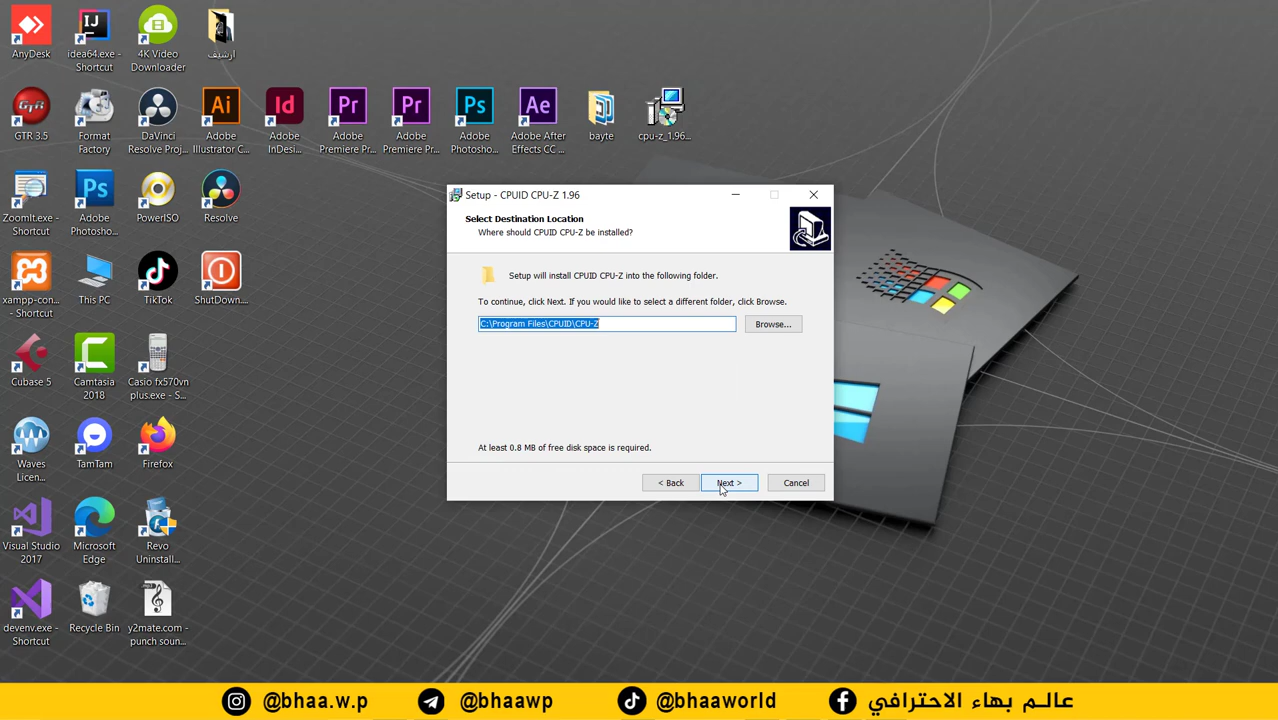 AnyDesk
idea64.exe -
Shortcut
4K Video
Downloader
ارشيف
GTR 3.5
Format
Factory
DaVinci
Resolve Proj...
Adobe
Illustrator C...
Adobe
InDesi...
Adobe
Premiere Pr...
Adobe
Premiere Pr...
Adobe
Photosho...
Adobe After
Effects CC ...
bayte
cpu-z_1.96...
ZoomIt.exe -
Shortcut
Adobe
Photosho...
PowerISO
Resolve
xampp-con...
- Shortcut
This PC
TikTok
ShutDown....
Cubase 5
Camtasia
2018
Casio fx570vn
plus.exe - S...
Waves
Licen...
TamTam
Firefox
Visual Studio
2017
Microsoft
Edge
Revo
Uninstall...
devenv.exe -
Shortcut
Recycle Bin
y2mate.com -
punch soun...
Setup - CPUID CPU-Z 1.96
Select Destination Location
Where should CPUID CPU-Z be installed?
Setup will install CPUID CPU-Z into the following folder.
To continue, click Next. If you would like to select a different folder, click Browse.
C:\Program Files\CPUID\CPU-Z
Browse...
At least 0.8 MB of free disk space is required.
< Back
Next >
Cancel
@bhaa.w.p
@bhaawp
@bhaaworld
عالم بهاء الاحترافي